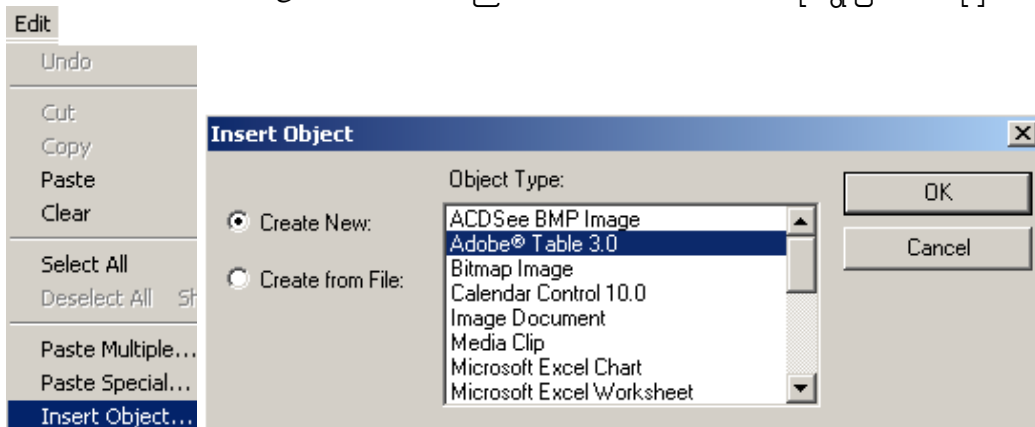 Edit
Undo
Cut
Copy
Paste
Clear
Select All
Deselect All
Paste Multiple...
Paste Special...
Insert Object...
Insert Object
Object Type:
Create New:
Create from File:
ACDSee BMP Image
Adobe® Table 3.0
Bitmap Image
Calendar Control 10.0
Image Document
Media Clip
Microsoft Excel Chart
Microsoft Excel Worksheet
OK
Cancel